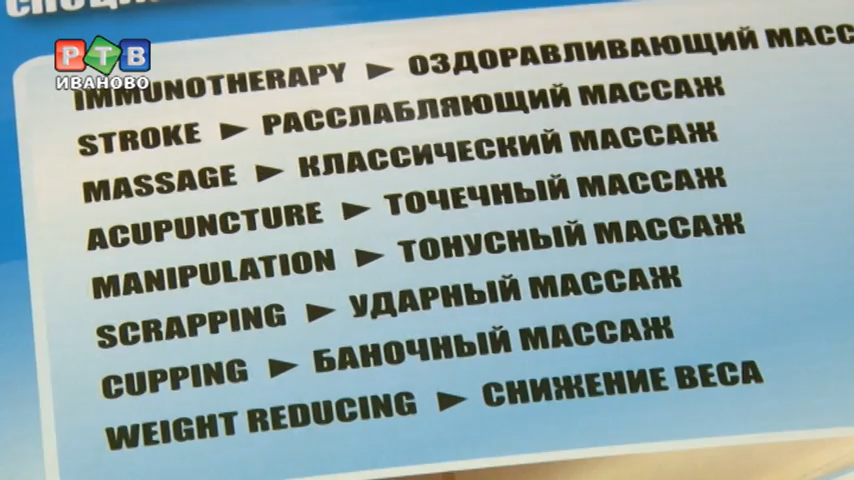 РТВ
ИВАНОВО
IMMUNOTHERAPY ► ОЗДОРАВЛИВАЮЩИЙ МАСС
STROKE ► РАССЛАБЛЯЮЩИЙ МАССАЖ
MASSAGE ► КЛАССИЧЕСКИЙ МАССАЖ
ACUPUNCTURE ► ТОЧЕЧНЫЙ МАССАЖ
MANIPULATION ► ТОНУСНЫЙ МАССАЖ
SCRAPPING ► УДАРНЫЙ МАССАЖ
CUPPING ► БАНОЧНЫЙ МАССАЖ
WEIGHT REDUCING ► СНИЖЕНИЕ ВЕСА